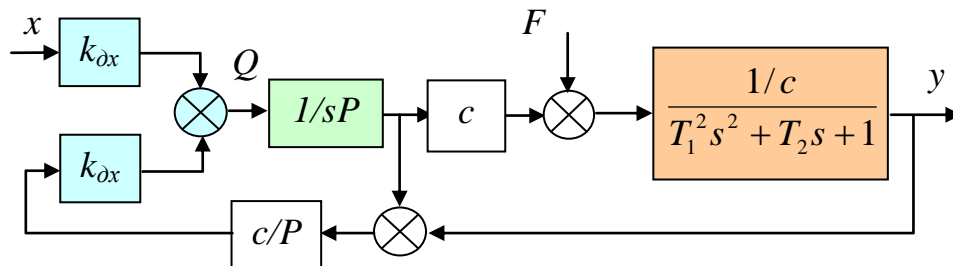 x
k∂x
Q
1/sP
c
F
1/c
T₁²s² + T₂s + 1
y
k∂x
c/P